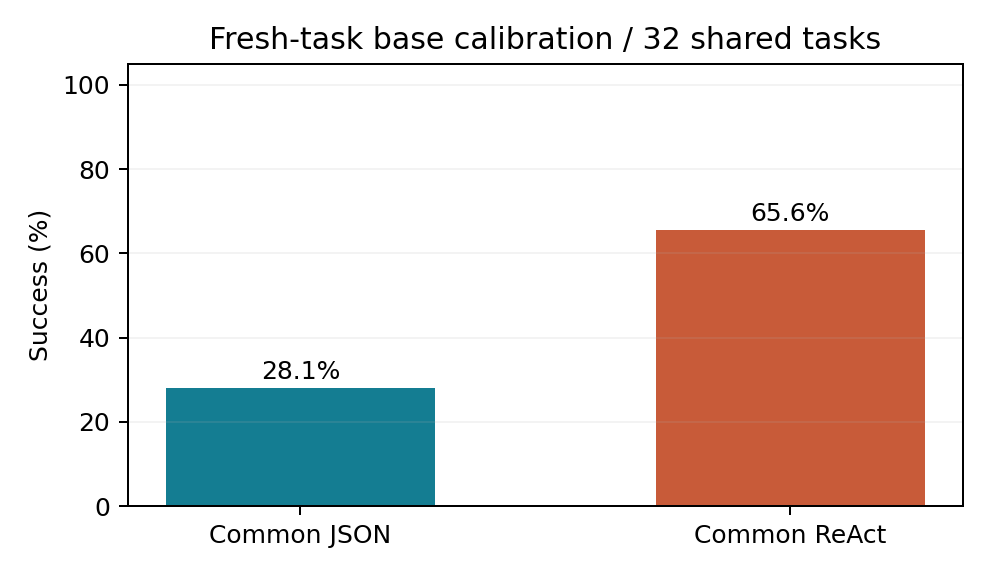 Fresh-task base calibration / 32 shared tasks
Success (%)
100
80
60
40
20
0
28.1%
65.6%
Common JSON
Common ReAct